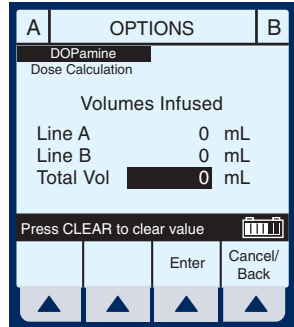 A OPTIONS B
DOPamine
Dose Calculation
Volumes Infused
Line A 0 mL
Line B 0 mL
Total Vol 0 mL
Press CLEAR to clear value
Enter Cancel/
Back